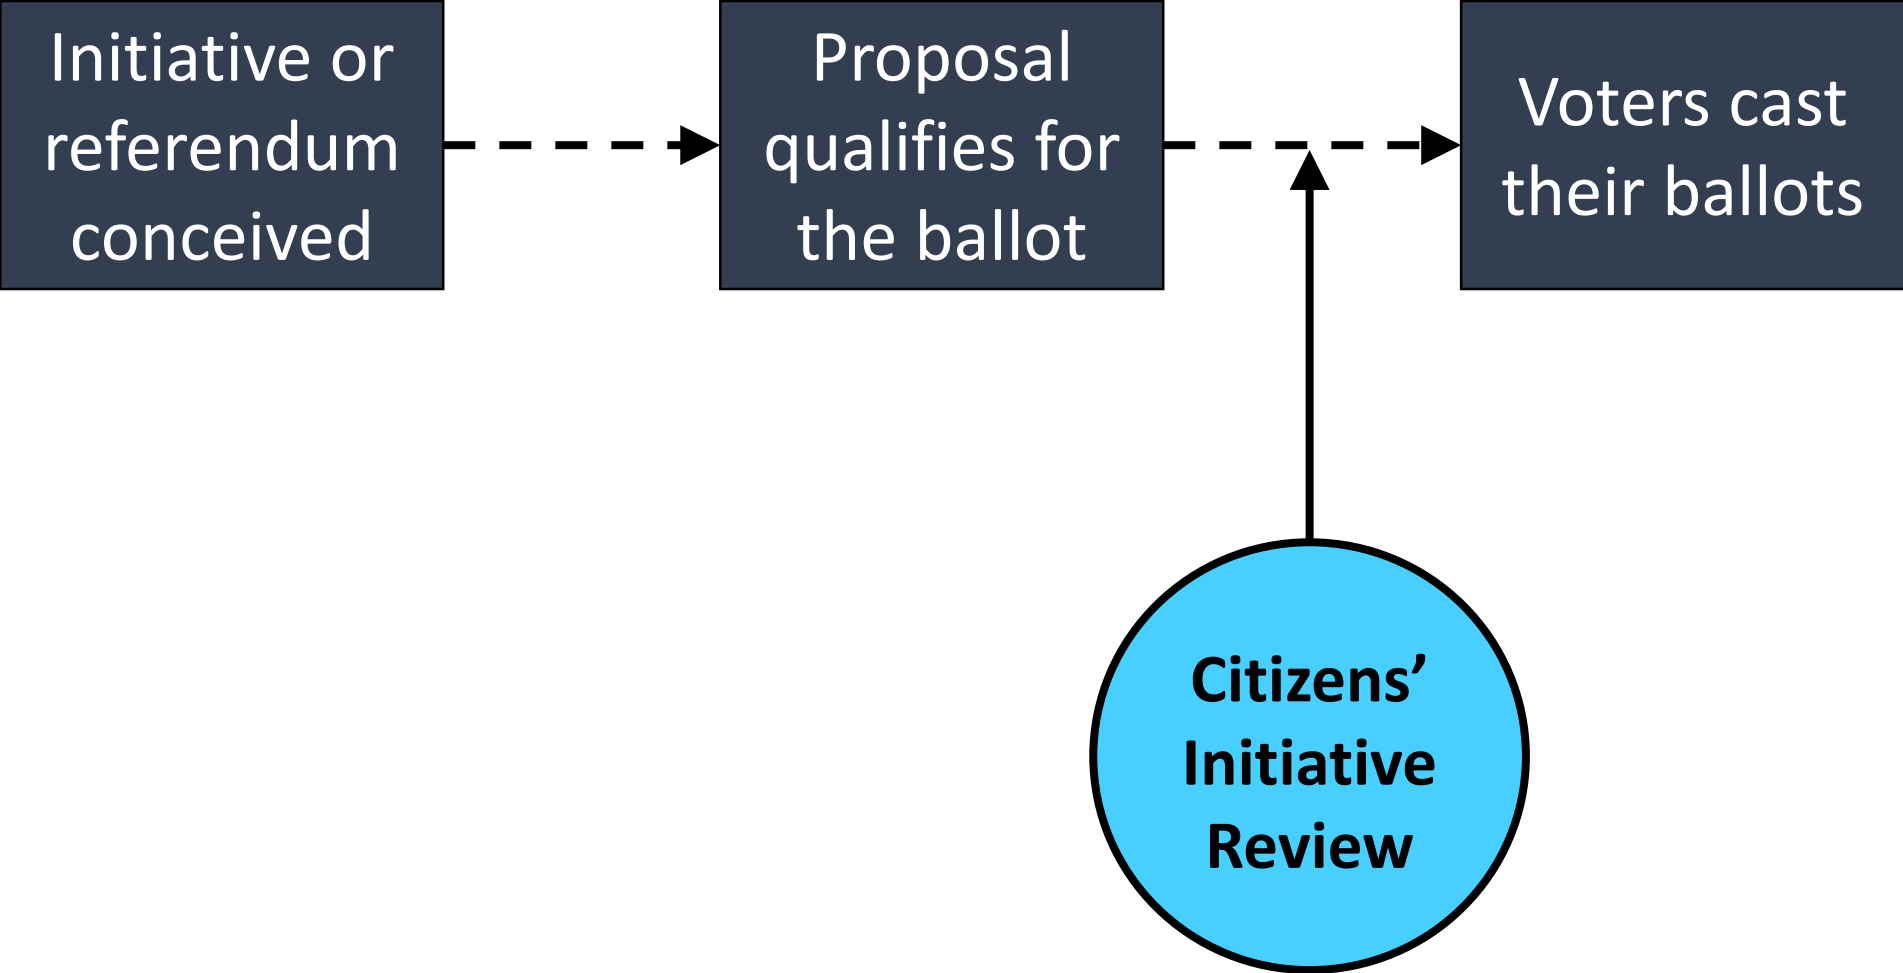 Initiative or
referendum
conceived
Proposal
qualifies for
the ballot
Voters cast
their ballots
Citizens’
Initiative
Review